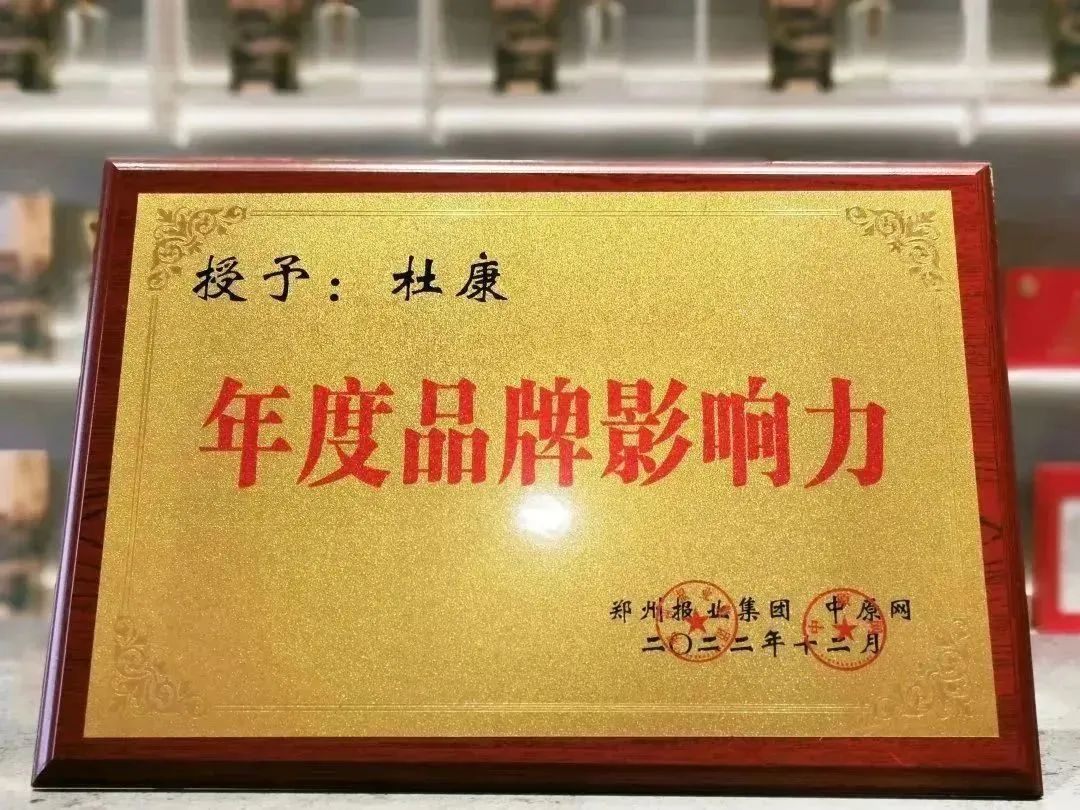 授予：杜康
年度品牌影响力
郑州报业集团 中原网
二〇二二年十二月